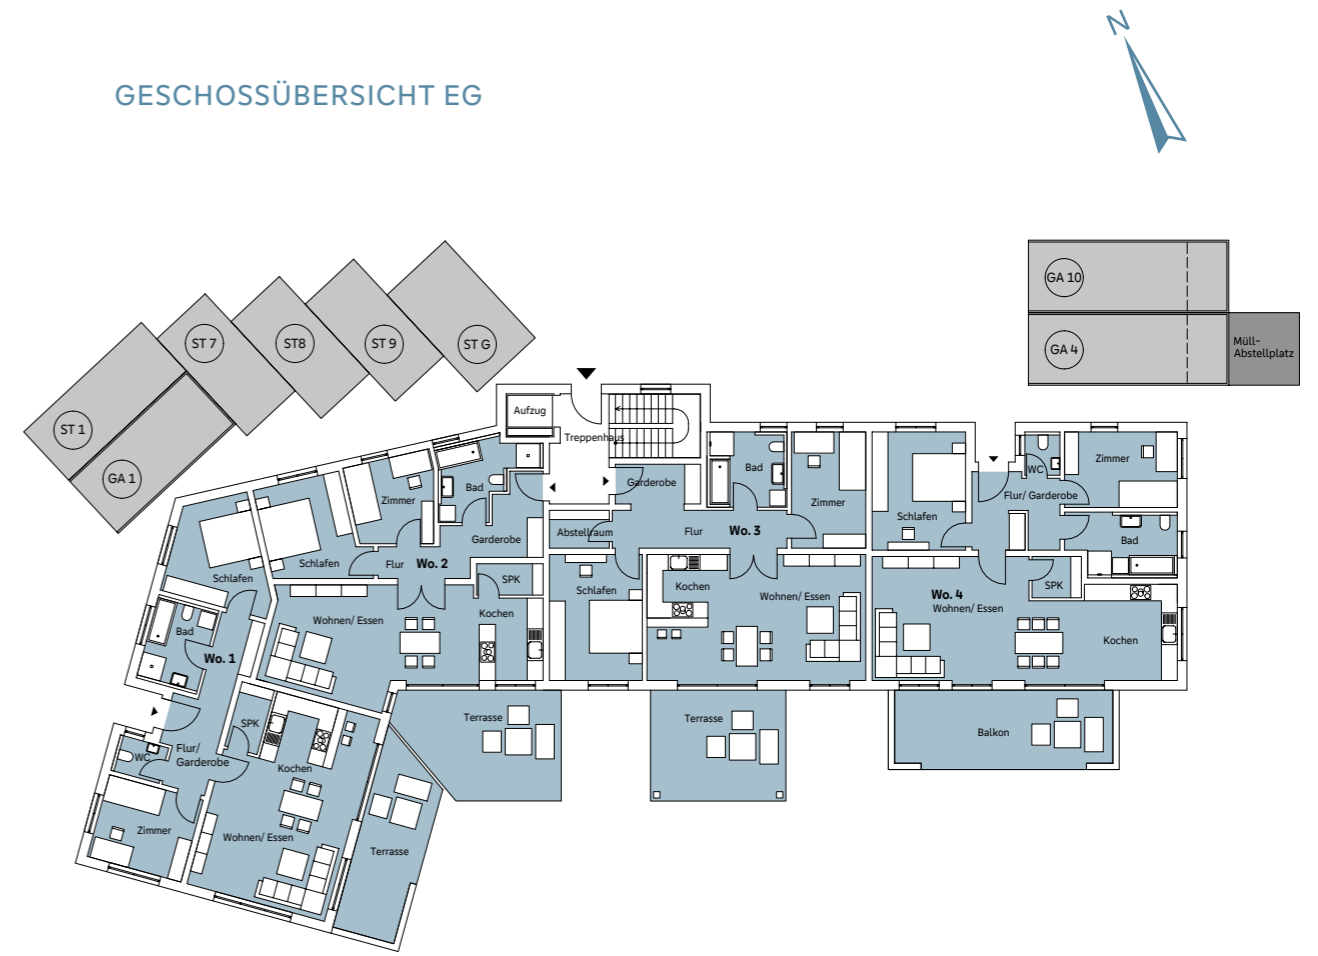 N
GESCHOSSÜBERSICHT EG
GA 10
GA 4
Müll-
Abstellplatz
ST 7
ST8
ST 9
ST G
ST 1
GA 1
Aufzug
Treppenhaus
Zimmer
Bad
Garderobe
Schlafen
Flur
Wo. 2
SPK
Kochen
Wohnen/ Essen
Terrasse
Garderobe
Abstellraum
Flur
Wo. 3
Bad
Zimmer
Schlafen
Kochen
Wohnen/ Essen
Terrasse
Schlafen
WC
Flur/ Garderobe
Zimmer
Bad
Wo. 4
Wohnen/ Essen
SPK
Kochen
Balkon
Schlafen
Bad
Wo. 1
SPK
WC
Flur/
Garderobe
Kochen
Zimmer
Wohnen/ Essen
Terrasse